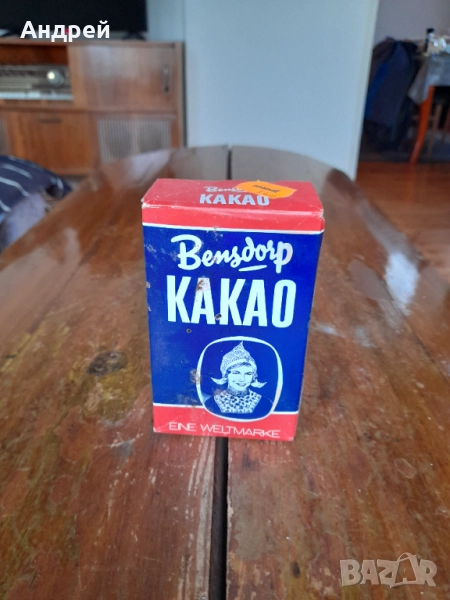 Андрей
Bensdorp
KAKAO
Bensdorp
KAKAO
EINE WELTMARKE
BAZAR